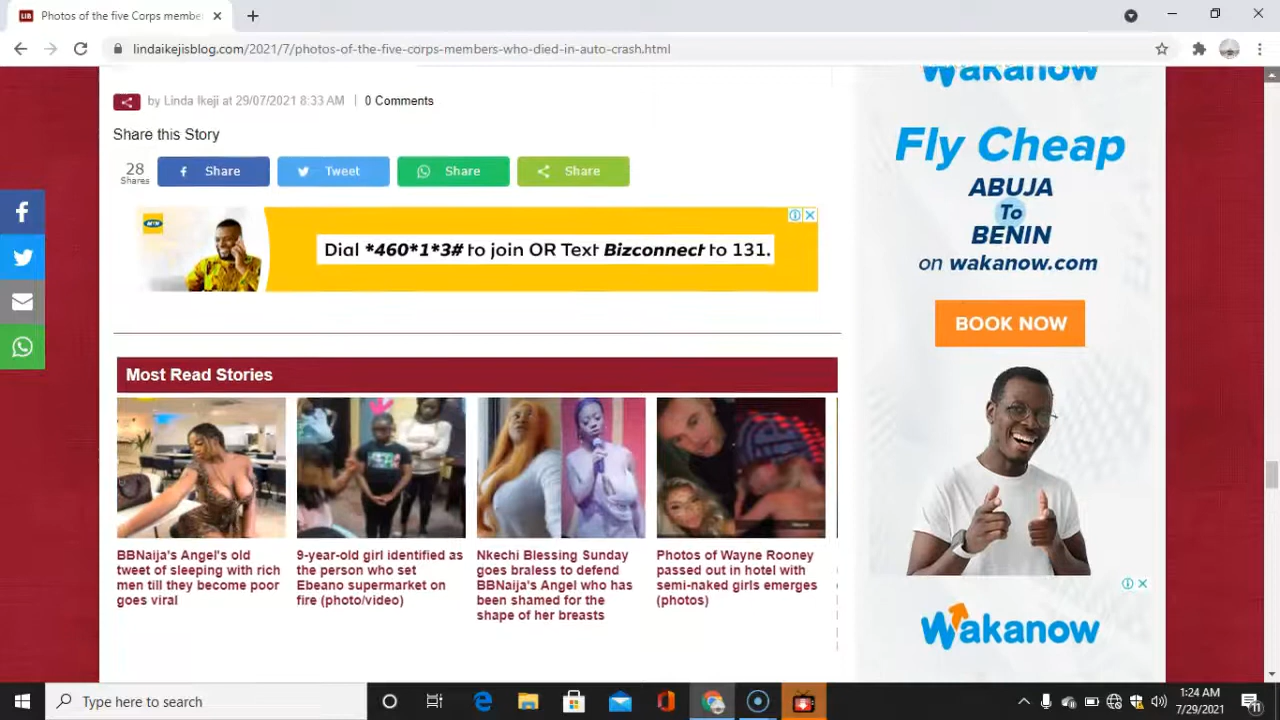 LIB Photos of the five Corps membe
lindaikejisblog.com/2021/7/photos-of-the-five-corps-members-who-died-in-auto-crash.html
by Linda Ikeji at 29/07/2021 8:33 AM | 0 Comments
Share this Story
28
Shares
Share
Tweet
Share
Share
MTN
Dial *460*1*3# to join OR Text Bizconnect to 131.
Most Read Stories
BBNaija's Angel's old
tweet of sleeping with rich
men till they become poor
goes viral
9-year-old girl identified as
the person who set
Ebeano supermarket on
fire (photo/video)
Nkechi Blessing Sunday
goes braless to defend
BBNaija's Angel who has
been shamed for the
shape of her breasts
Photos of Wayne Rooney
passed out in hotel with
semi-naked girls emerges
(photos)
Wakanow
Fly Cheap
ABUJA
To
BENIN
on wakanow.com
BOOK NOW
Wakanow
Type here to search
1:24 AM
7/29/2021
11